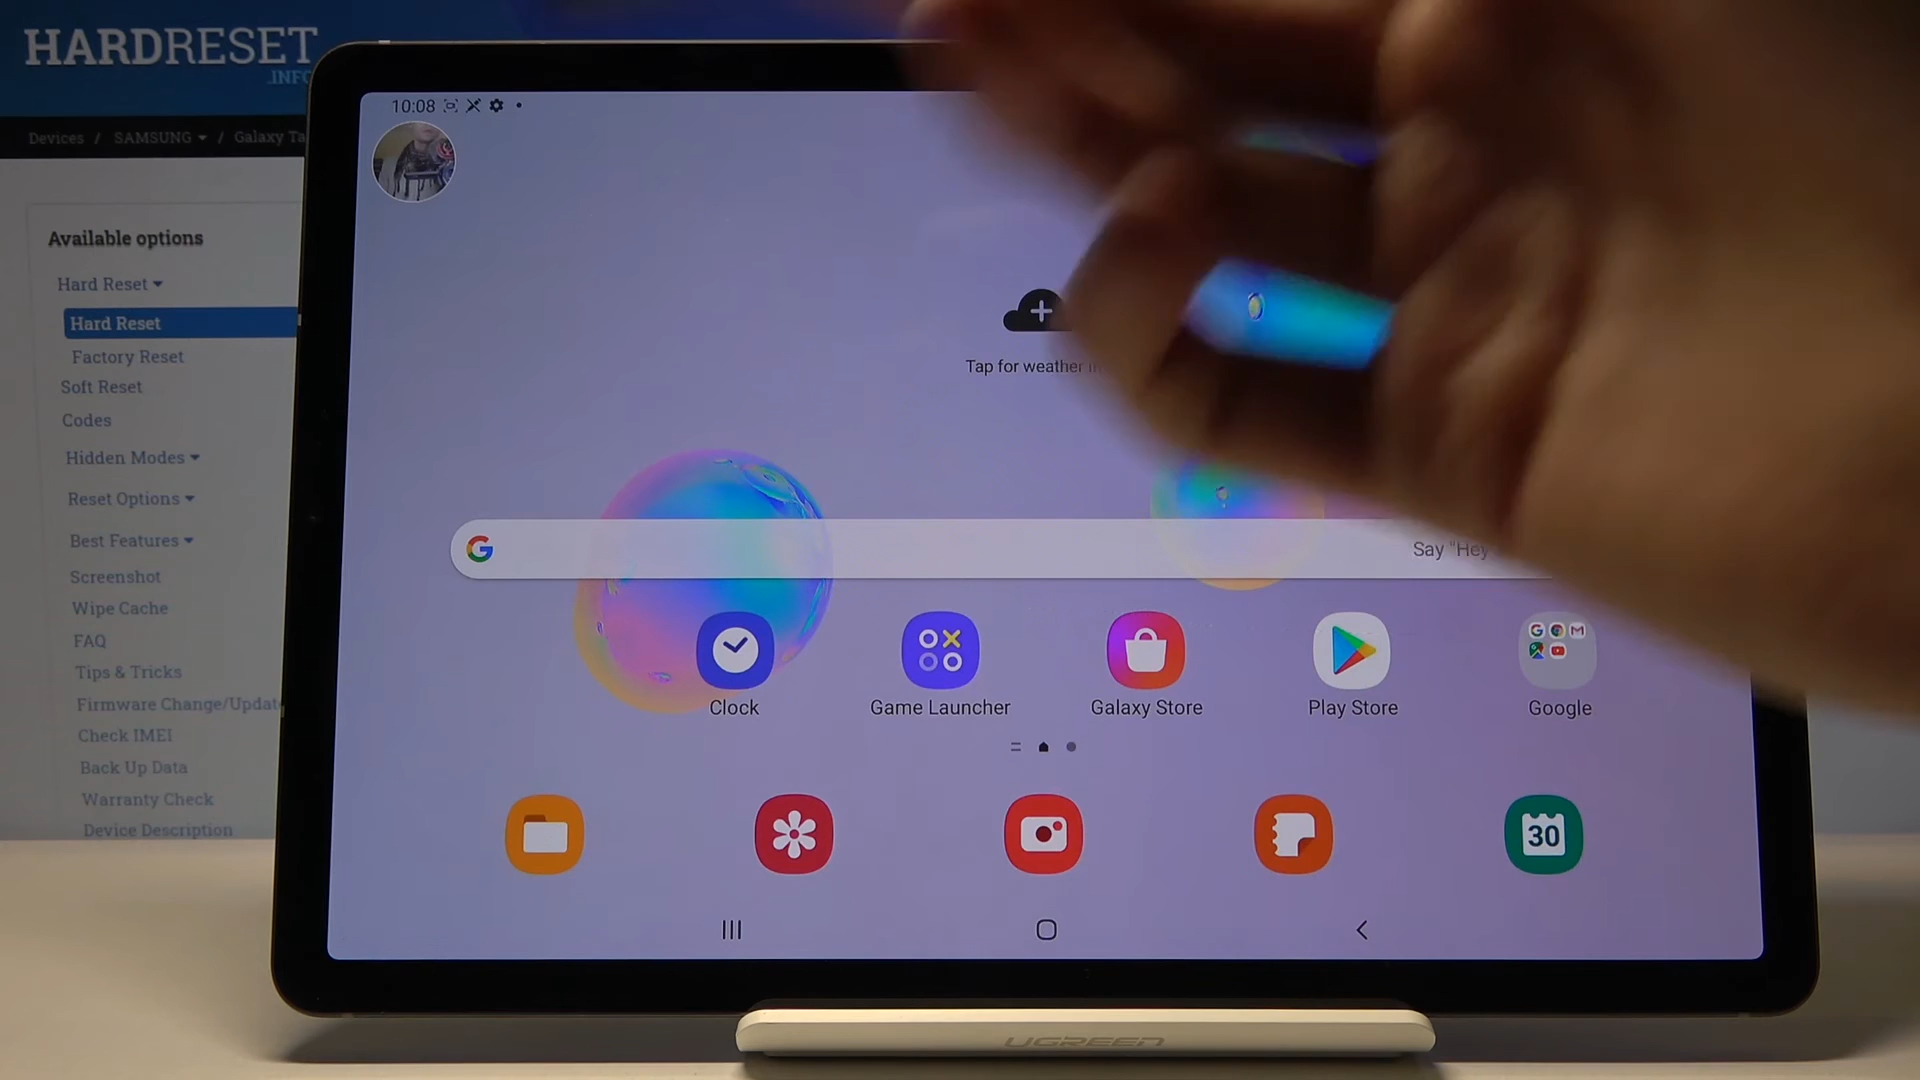 HARDRESET
.INFO
Devices / SAMSUNG / Galaxy Ta
Available options
Hard Reset
Hard Reset
Factory Reset
Soft Reset
Codes
Hidden Modes
Reset Options
Best Features
Screenshot
Wipe Cache
FAQ
Tips & Tricks
Firmware Change/Update
Check IMEI
Back Up Data
Warranty Check
Device Description
10:08
Tap for weather
Say "Hey
Clock
Game Launcher
Galaxy Store
Play Store
Google
30
UGREEN